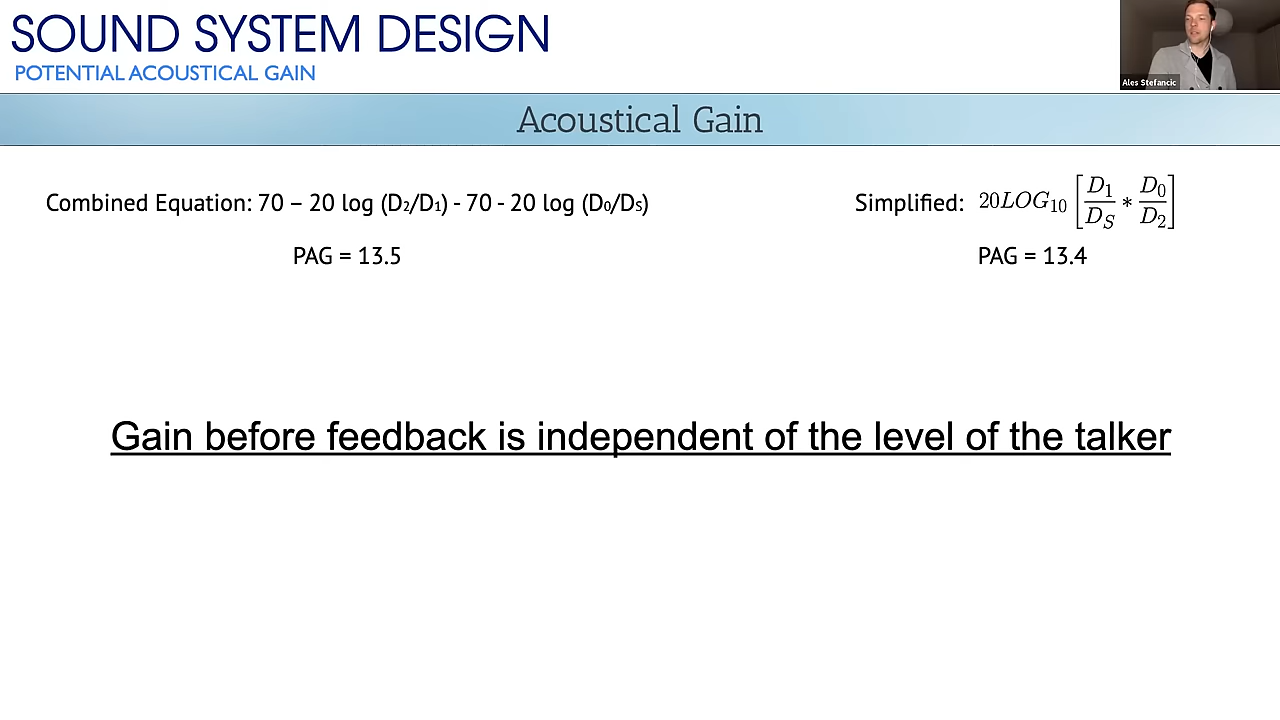 SOUND SYSTEM DESIGN
POTENTIAL ACOUSTICAL GAIN
Ales Stefancic
Acoustical Gain
Combined Equation: 70 – 20 log (D₂/D₁) - 70 - 20 log (D₀/Dₛ)
Simplified: 20LOG₁₀ [D₁/D_S * D₀/D₂]
PAG = 13.5
PAG = 13.4
Gain before feedback is independent of the level of the talker